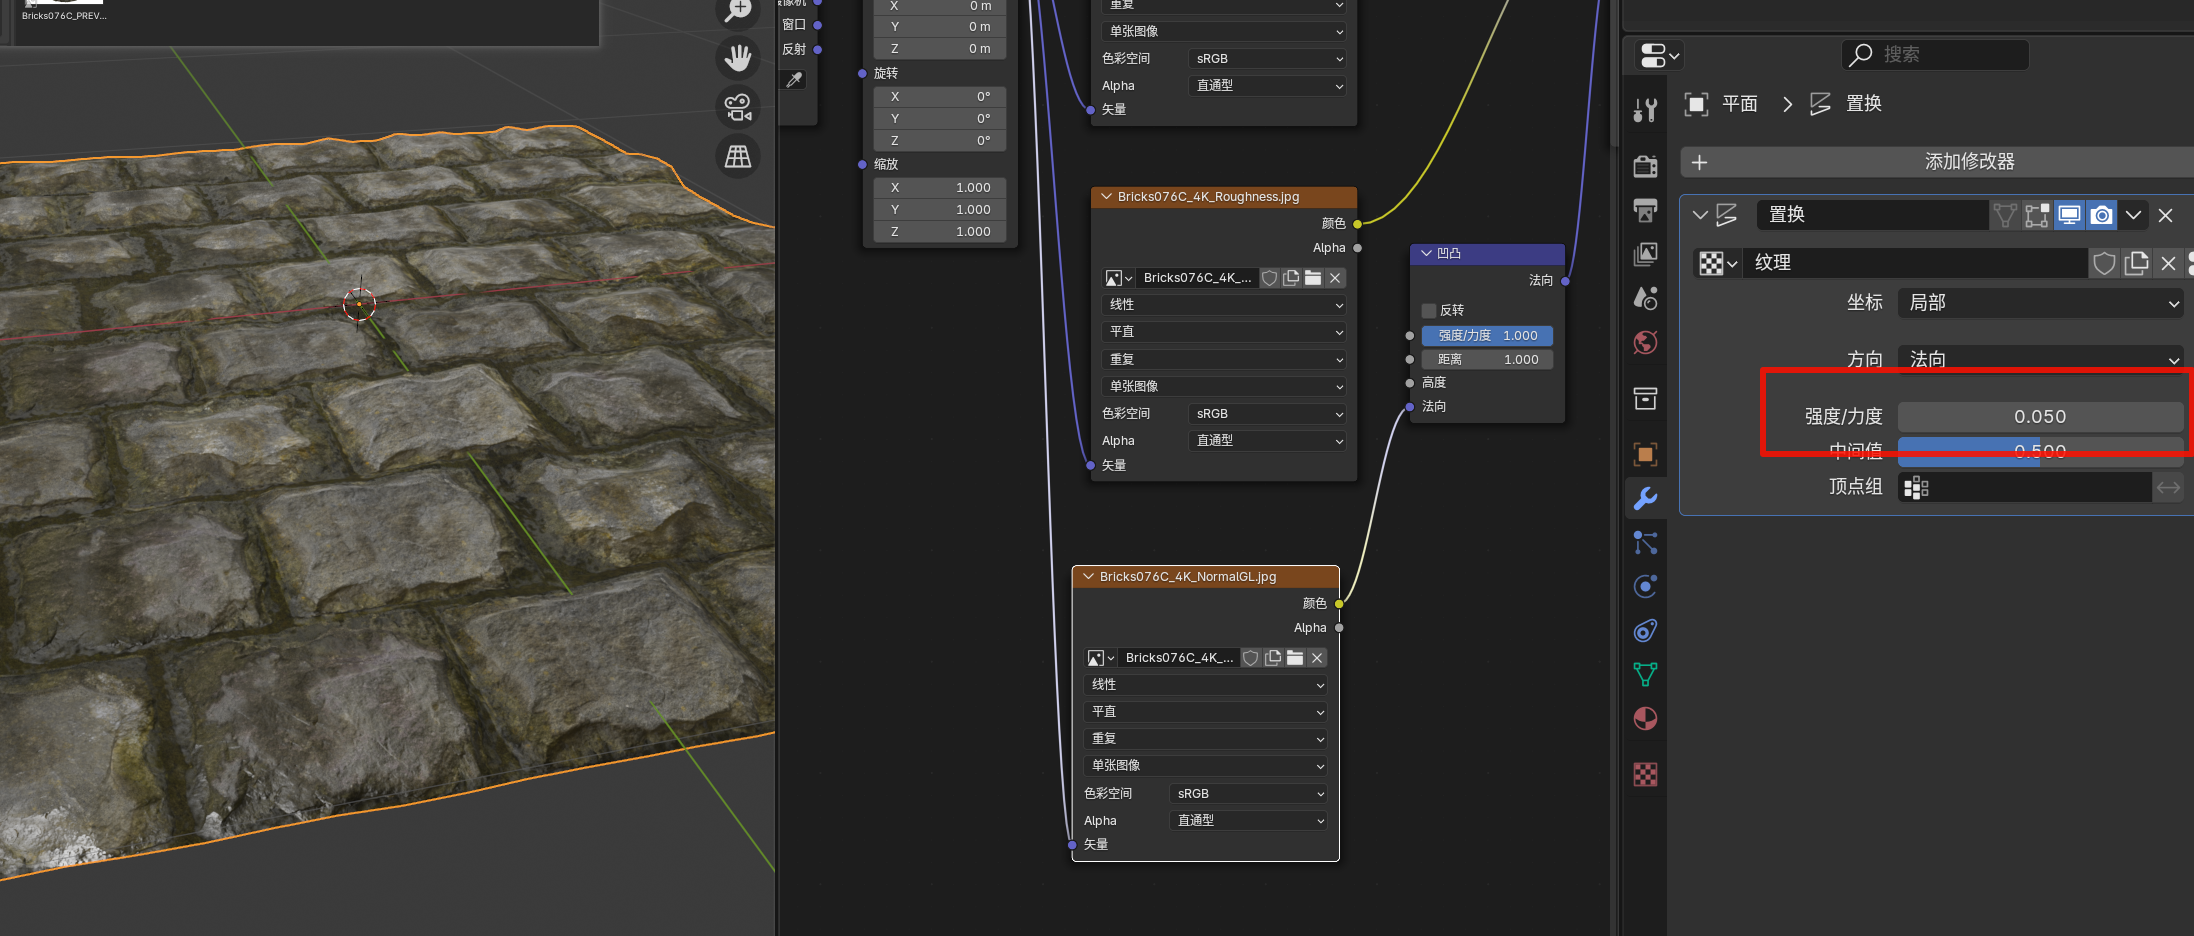 Bricks076C_PREV...
窗口
反射
X 0 m
Y 0 m
Z 0 m
旋转
X 0°
Y 0°
Z 0°
缩放
X 1.000
Y 1.000
Z 1.000
重复
单张图像
色彩空间 sRGB
Alpha 直通型
矢量
Bricks076C_4K_Roughness.jpg
颜色
Alpha
Bricks076C_4K_...
线性
平直
重复
单张图像
色彩空间 sRGB
Alpha 直通型
矢量
凹凸
法向
反转
强度/力度 1.000
距离 1.000
高度
法向
Bricks076C_4K_NormalGL.jpg
颜色
Alpha
Bricks076C_4K_...
线性
平直
重复
单张图像
色彩空间 sRGB
Alpha 直通型
矢量
搜索
平面 > 置换
+ 添加修改器
置换
纹理
坐标 局部
方向 法向
强度/力度 0.050
中间值 0.500
顶点组